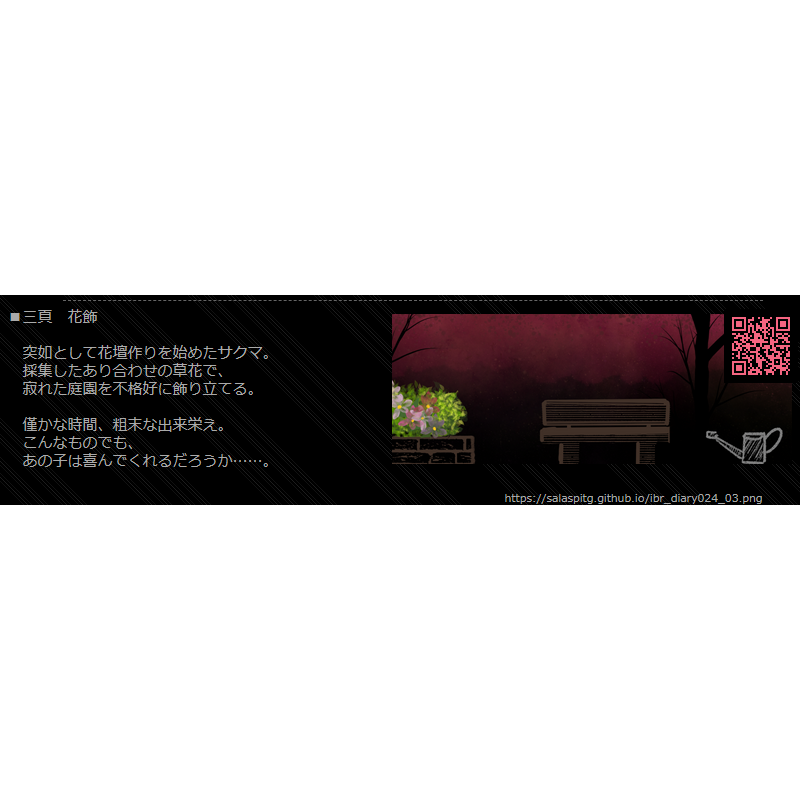 ■三頁　花飾
突如として花壇作りを始めたサクマ。
採集したあり合わせの草花で、
寂れた庭園を不格好に飾り立てる。
僅かな時間、粗末な出来栄え。
こんなものでも、
あの子は喜んでくれるだろうか……。
https://salaspitg.github.io/ibr_diary024_03.png